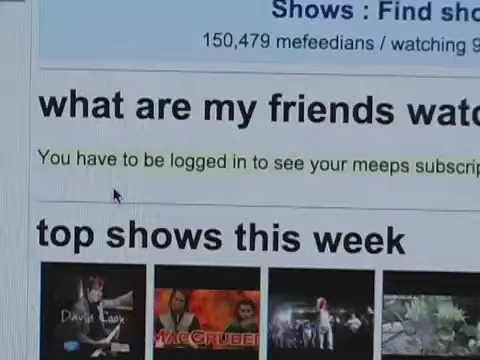 Shows : Find sho
150,479 mefeedians / watching 9
what are my friends watc
You have to be logged in to see your meeps subscrip
top shows this week
David Cook
MACGRUBER